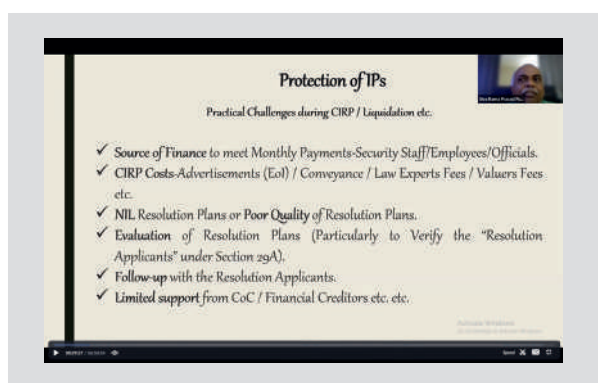 Protection of IPs
Practical Challenges during CIRP / Liquidation etc.
✓ Source of Finance to meet Monthly Payments-Security Staff/Employees/Officials.
✓ CIRP Costs-Advertisements (EoI) / Conveyance / Law Experts Fees / Valuers Fees
etc.
✓ NIL Resolution Plans or Poor Quality of Resolution Plans.
✓ Evaluation of Resolution Plans (Particularly to Verify the "Resolution
Applicants" under Section 29A).
✓ Follow-up with the Resolution Applicants.
✓ Limited support from CoC / Financial Creditors etc. etc.
Speed